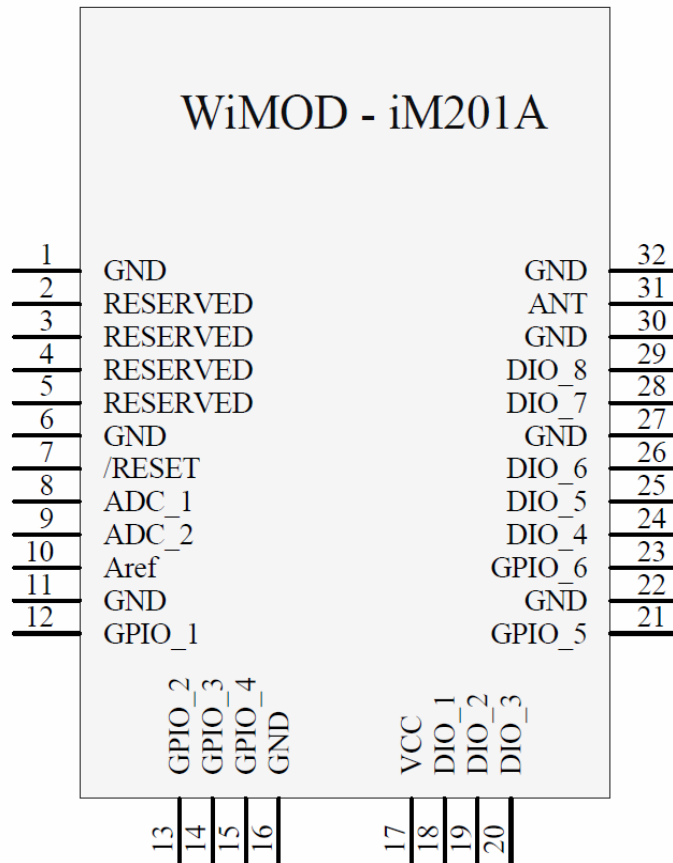 WiMOD - iM201A
1 GND GND 32
2 RESERVED ANT 31
3 RESERVED GND 30
4 RESERVED DIO_8 29
5 RESERVED DIO_7 28
6 GND GND 27
7 /RESET DIO_6 26
8 ADC_1 DIO_5 25
9 ADC_2 DIO_4 24
10 Aref GPIO_6 23
11 GND GND 22
12 GPIO_1 GPIO_5 21
GPIO_2 GPIO_3 GPIO_4 GND VCC DIO_1 DIO_2 DIO_3
13 14 15 16 17 18 19 20